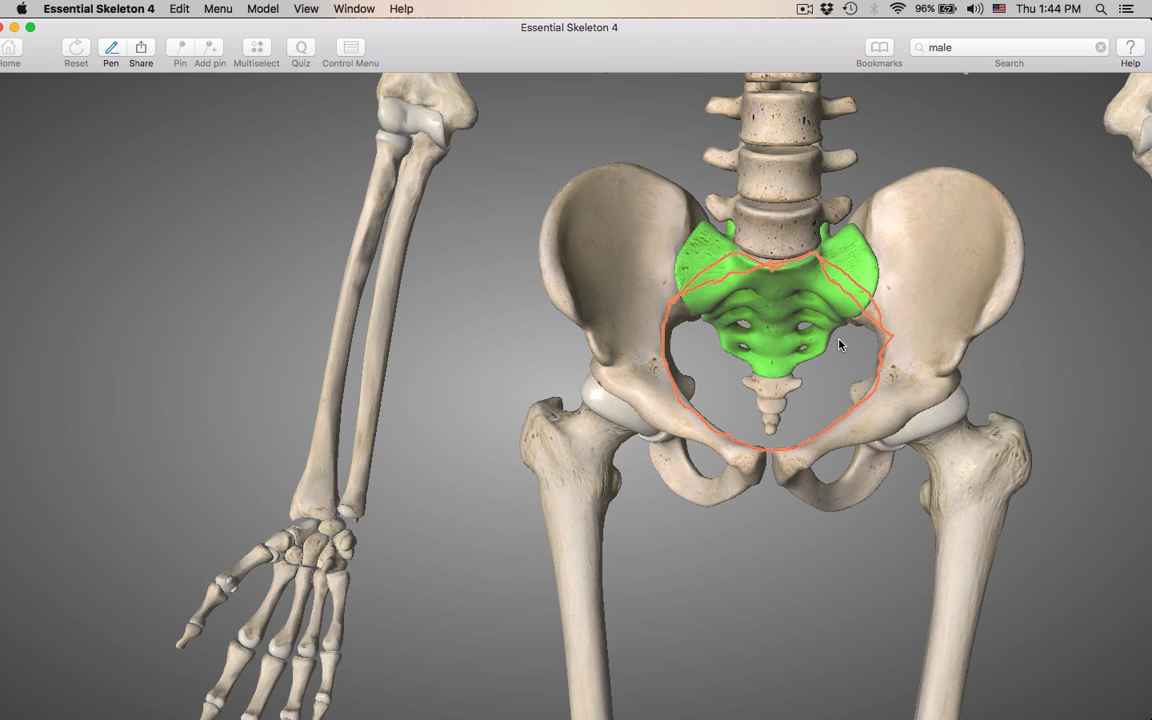 Essential Skeleton 4 Edit Menu Model View Window Help 96% Thu 1:44 PM
Essential Skeleton 4
male
Home Reset Pen Share Pin Add pin Multiselect Quiz Control Menu Bookmarks Search Help